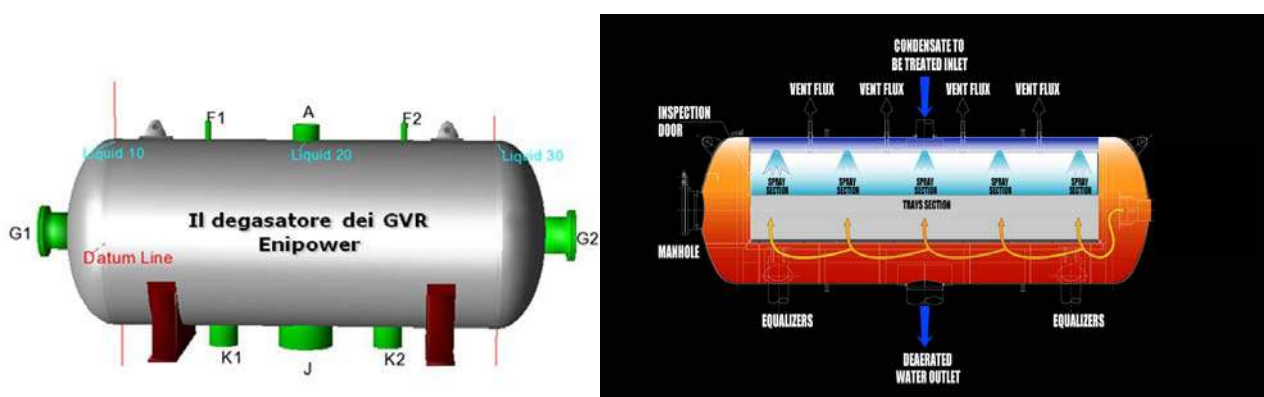 F1
A
F2
Liquid 10
Liquid 20
Liquid 30
Il degasatore dei GVR
Enipower
G1
G2
Datum Line
K1
J
K2
CONDENSATE TO
BE TREATED INLET
VENT FLUX
VENT FLUX
VENT FLUX
VENT FLUX
INSPECTION
DOOR
SPRAY
SECTION
SPRAY
SECTION
SPRAY
SECTION
SPRAY
SECTION
SPRAY
SECTION
TRAYS SECTION
MANHOLE
EQUALIZERS
EQUALIZERS
DEAERATED
WATER OUTLET